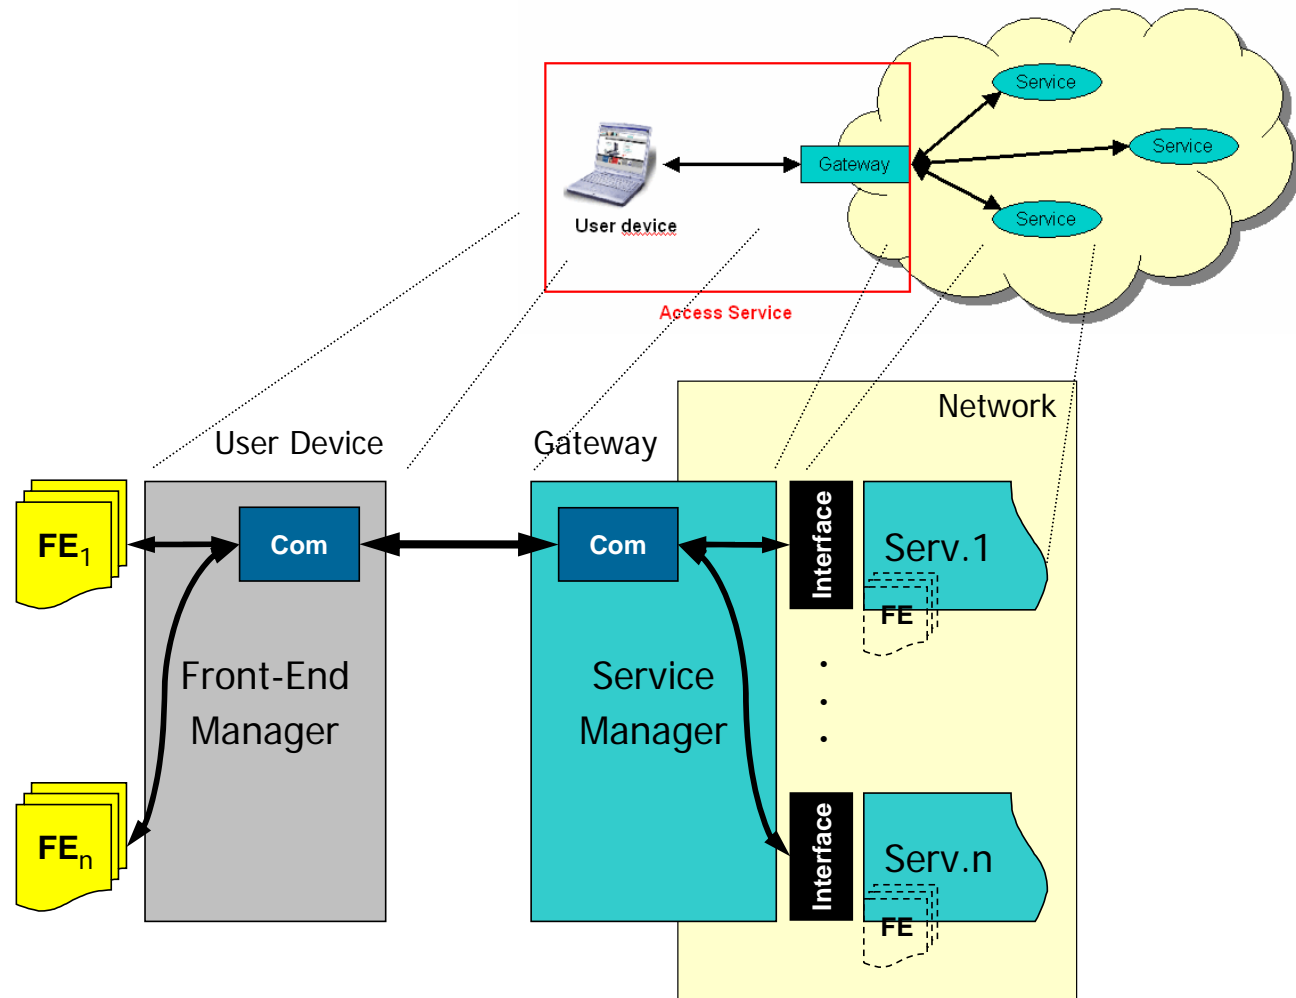 Service
Service
Gateway
Service
User device
Access Service
Network
User Device
Gateway
FE1
Com
Com
Interface
Serv.1
FE
Front-End
Manager
Service
Manager
FEn
Interface
Serv.n
FE